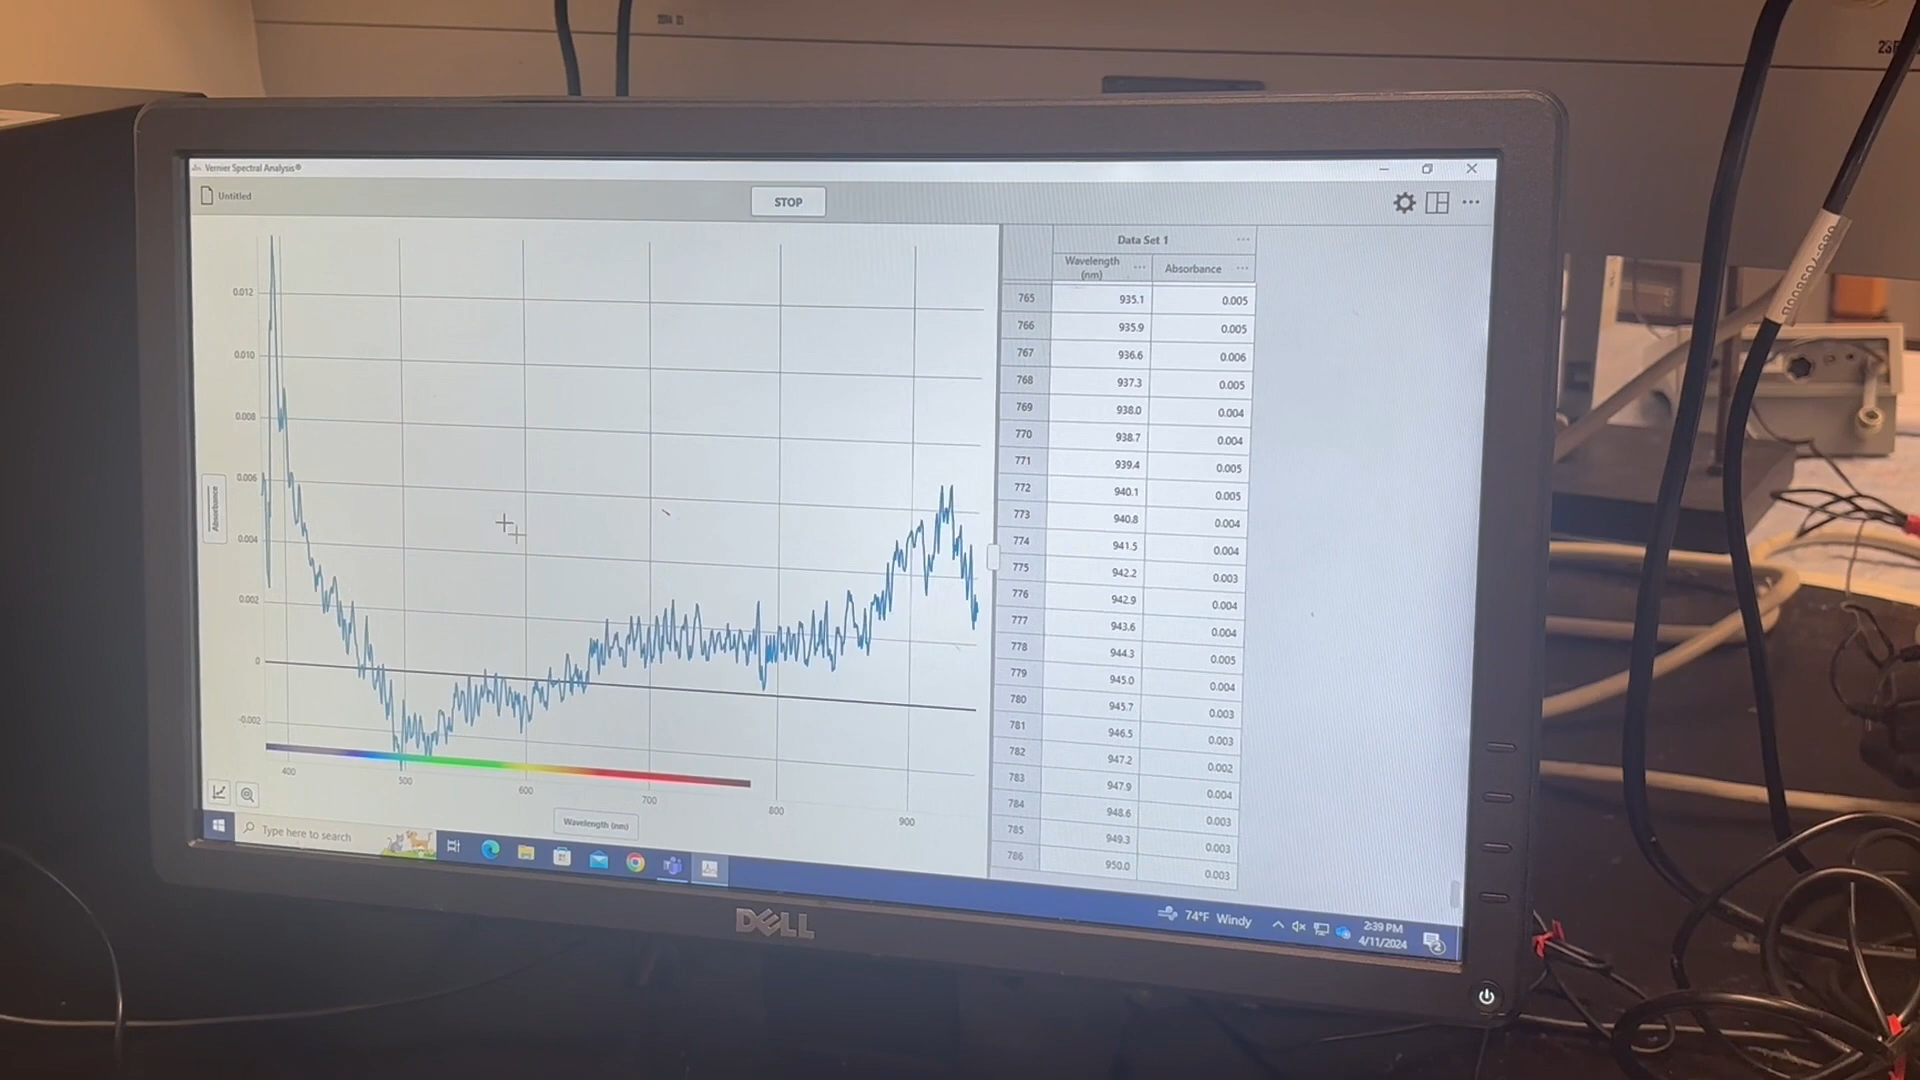 Vernier Spectral Analysis®
Untitled
STOP
Data Set 1
Wavelength (nm)
Absorbance
765 935.1 0.005
766 935.9 0.005
767 936.6 0.006
768 937.3 0.005
769 938.0 0.004
770 938.7 0.004
771 939.4 0.005
772 940.1 0.005
773 940.8 0.004
774 941.5 0.004
775 942.2 0.003
776 942.9 0.004
777 943.6 0.004
778 944.3 0.005
779 945.0 0.004
780 945.7 0.003
781 946.5 0.003
782 947.2 0.002
783 947.9 0.004
784 948.6 0.003
785 949.3 0.003
786 950.0 0.003
0.012
0.010
0.008
0.006
0.004
0.002
0
-0.002
Absorbance
400 500 600 700 800 900
Wavelength (nm)
Type here to search
74°F Windy
2:39 PM
4/11/2024
2
DELL